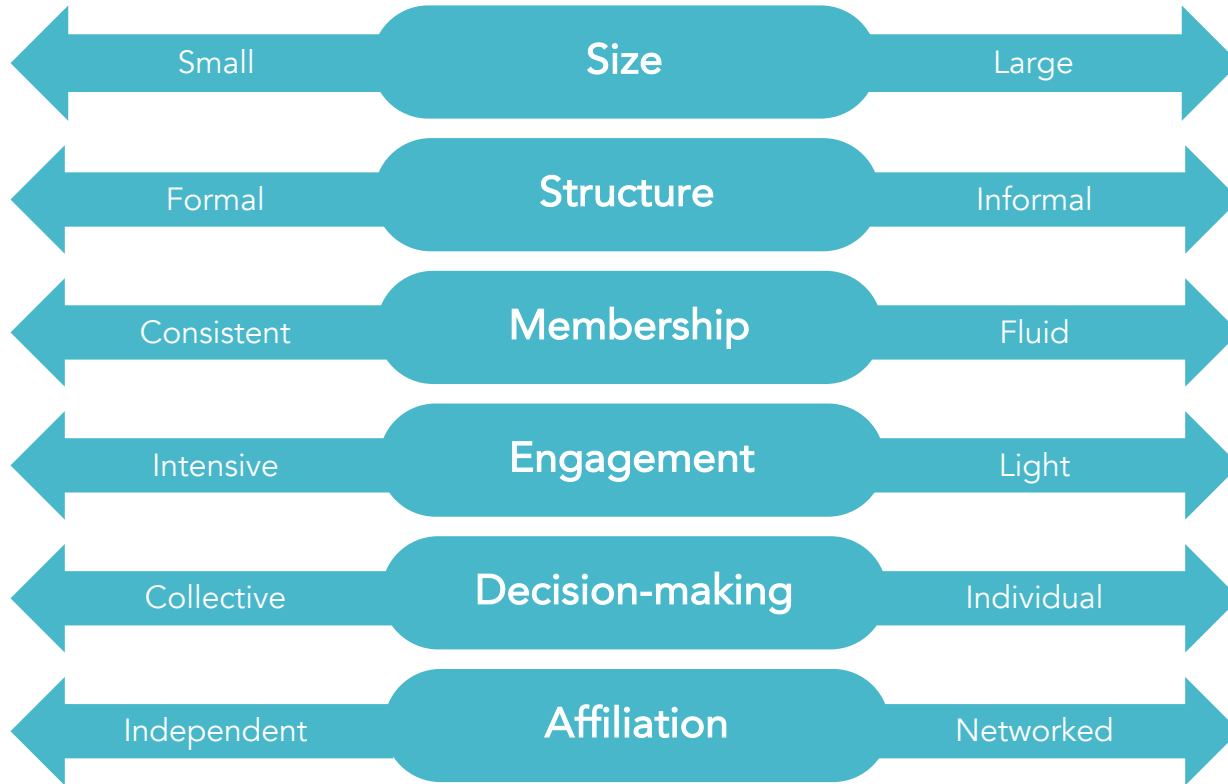 Small
Size
Large
Formal
Structure
Informal
Consistent
Membership
Fluid
Intensive
Engagement
Light
Collective
Decision-making
Individual
Independent
Affiliation
Networked